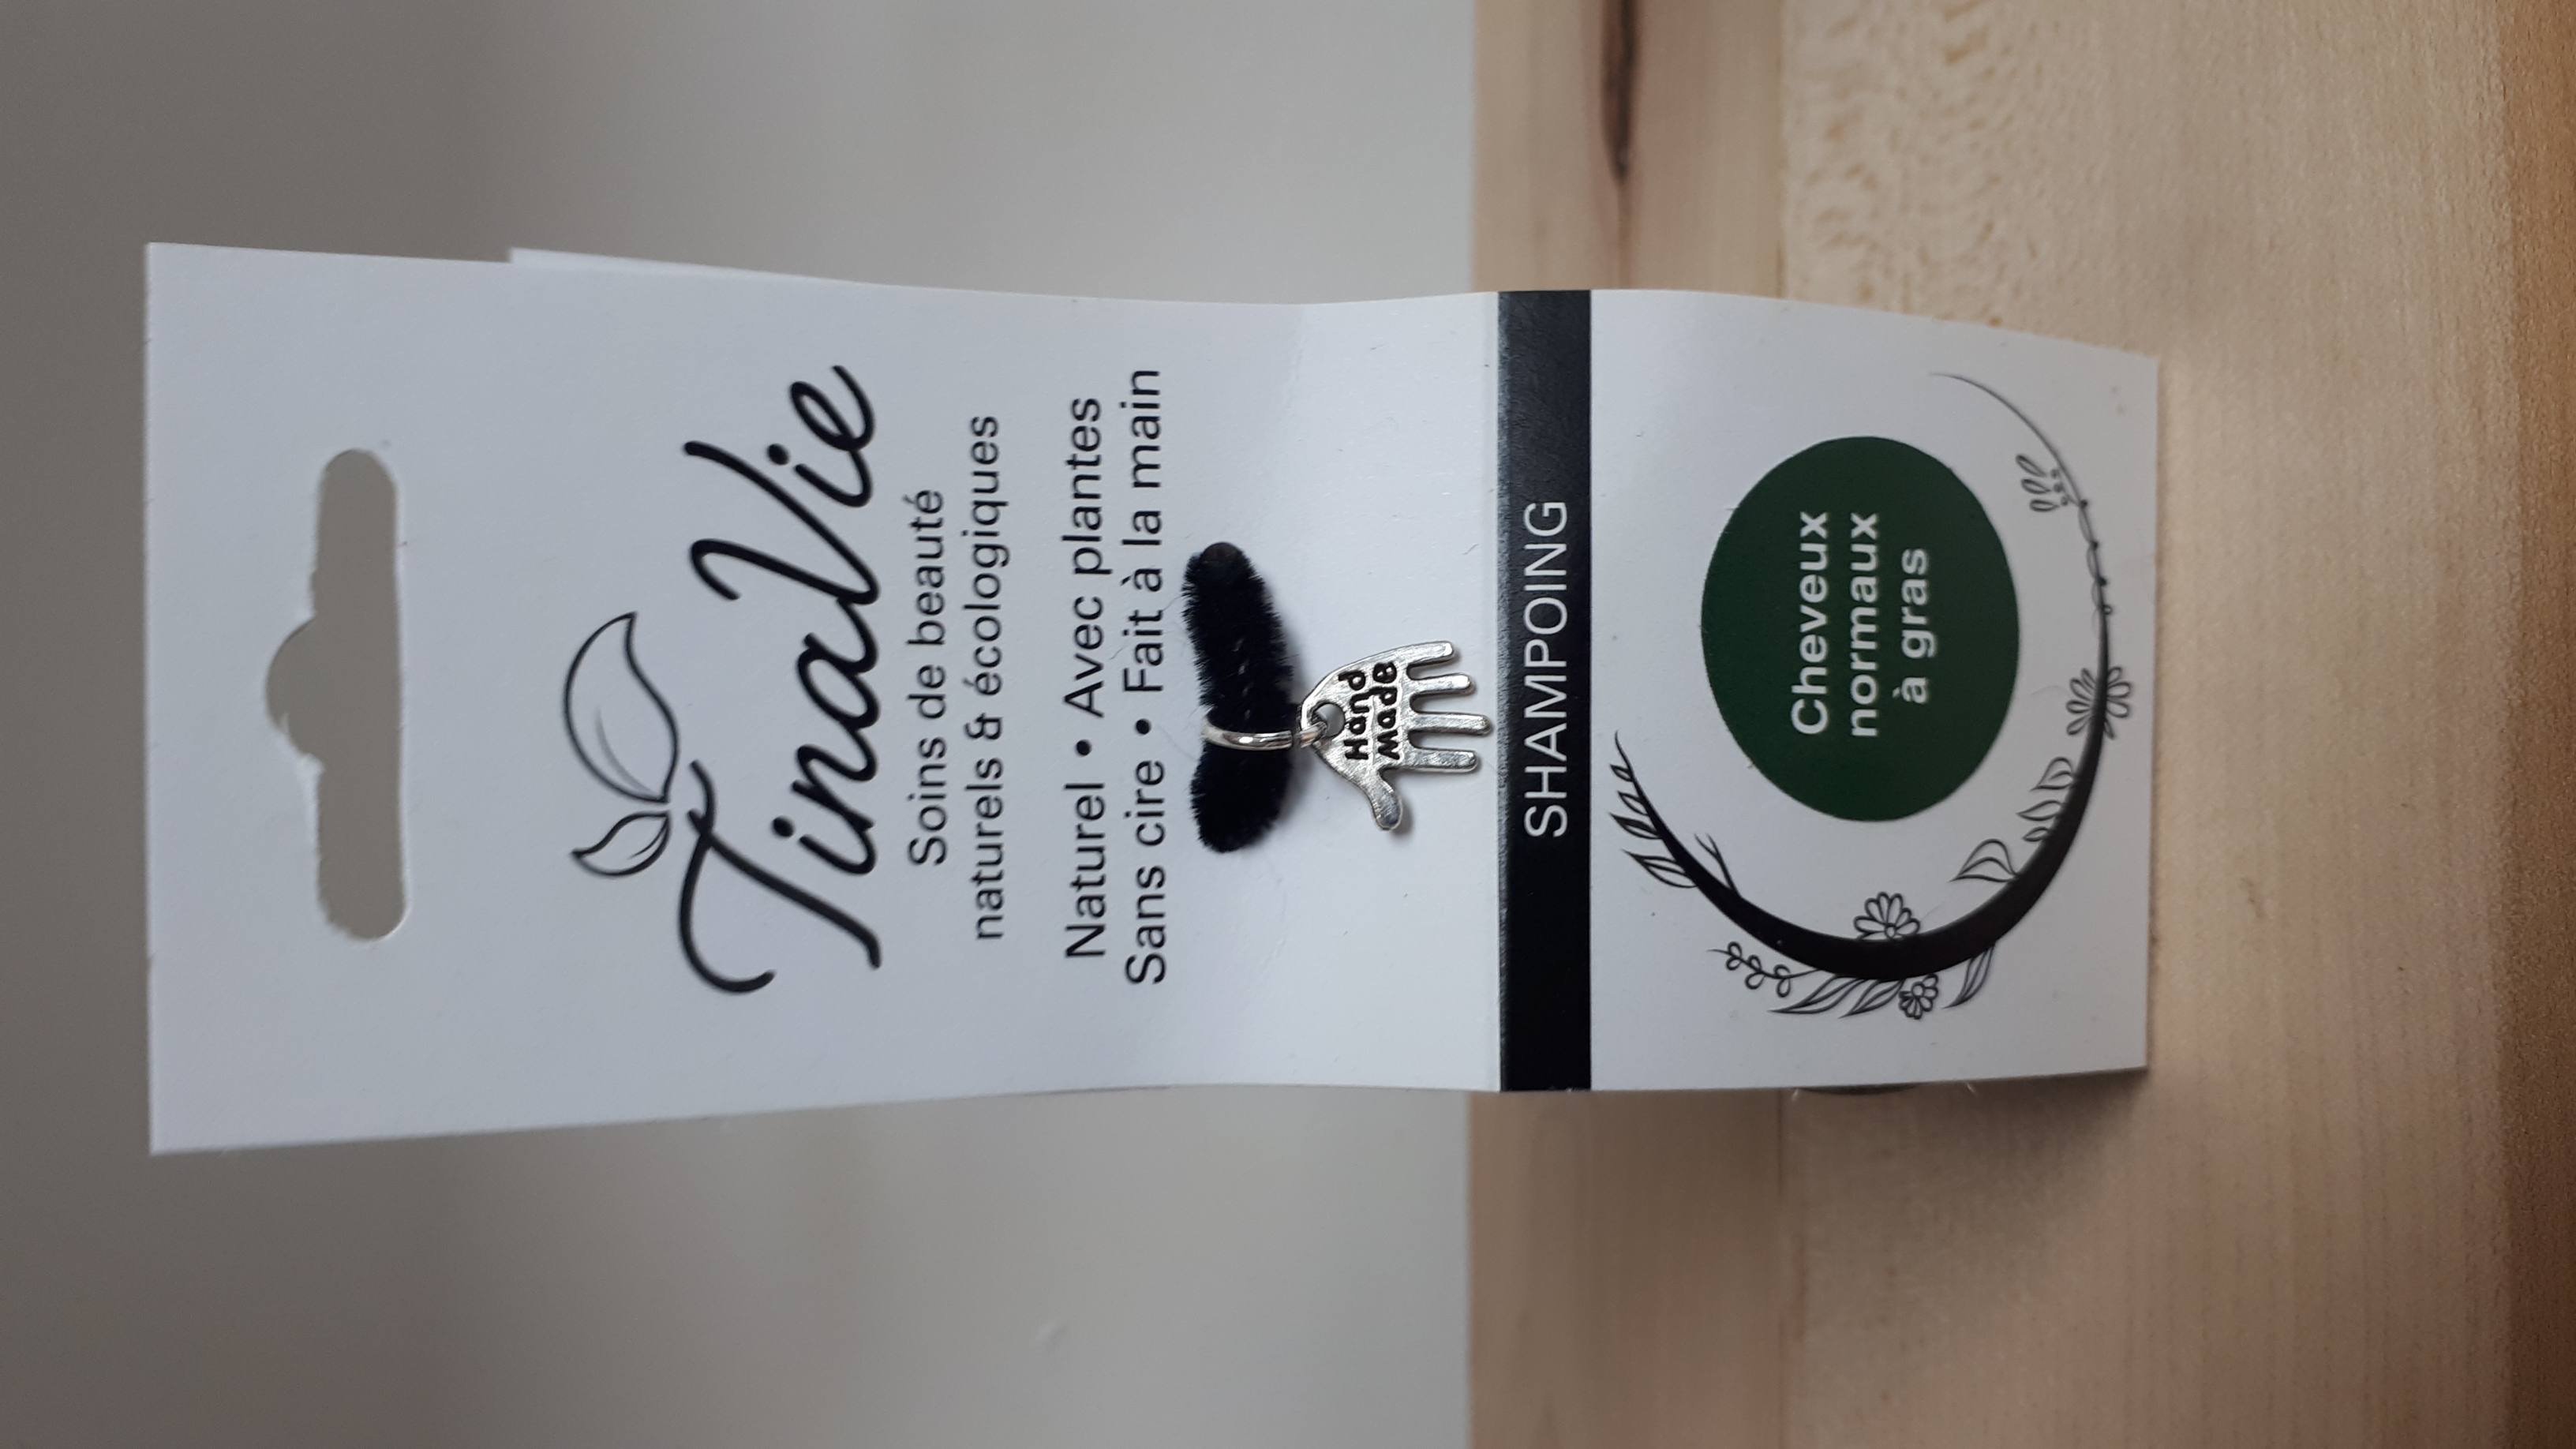 TinaVie
Soins de beauté
naturels & écologiques
Naturel • Avec plantes
Sans cire • Fait à la main
Hand
Made
SHAMPOING
Cheveux
normaux
à gras